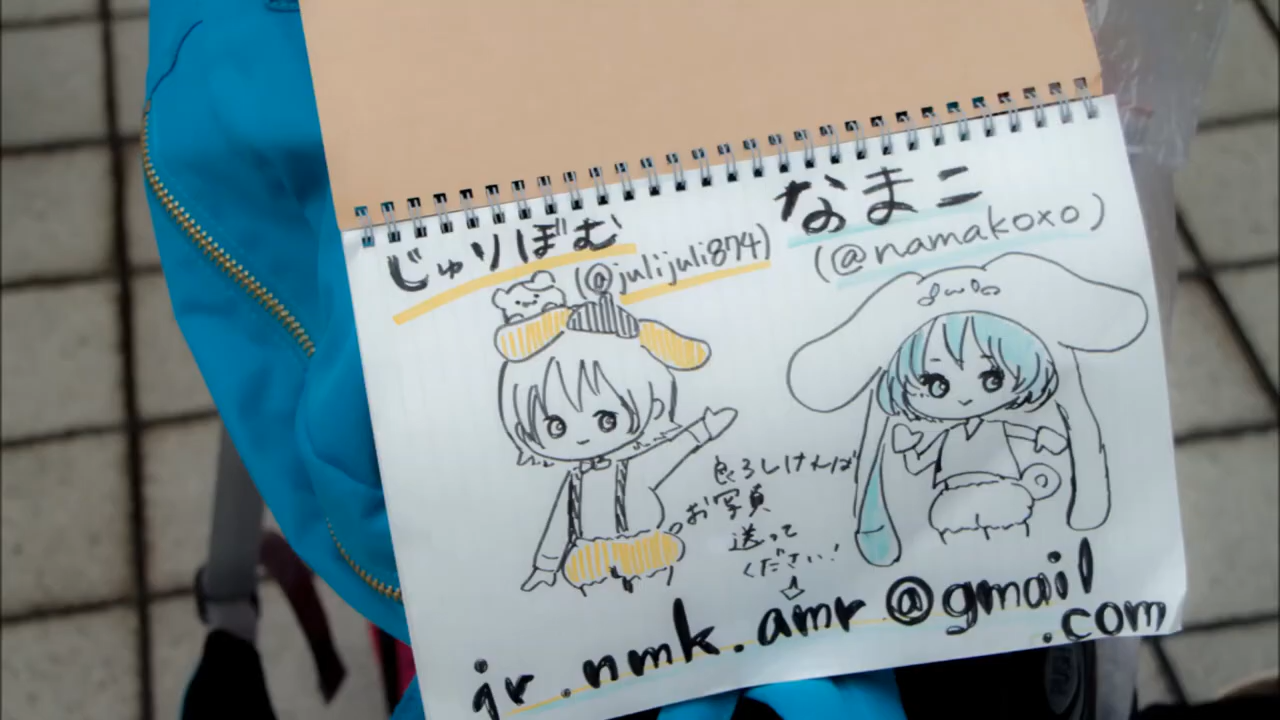 じゅりぼむ
(@julijuli874)
なまこ
(@namakoxo)
良ろしければ
お写真
送って
ください!
jr.nmk.amr@gmail
.com